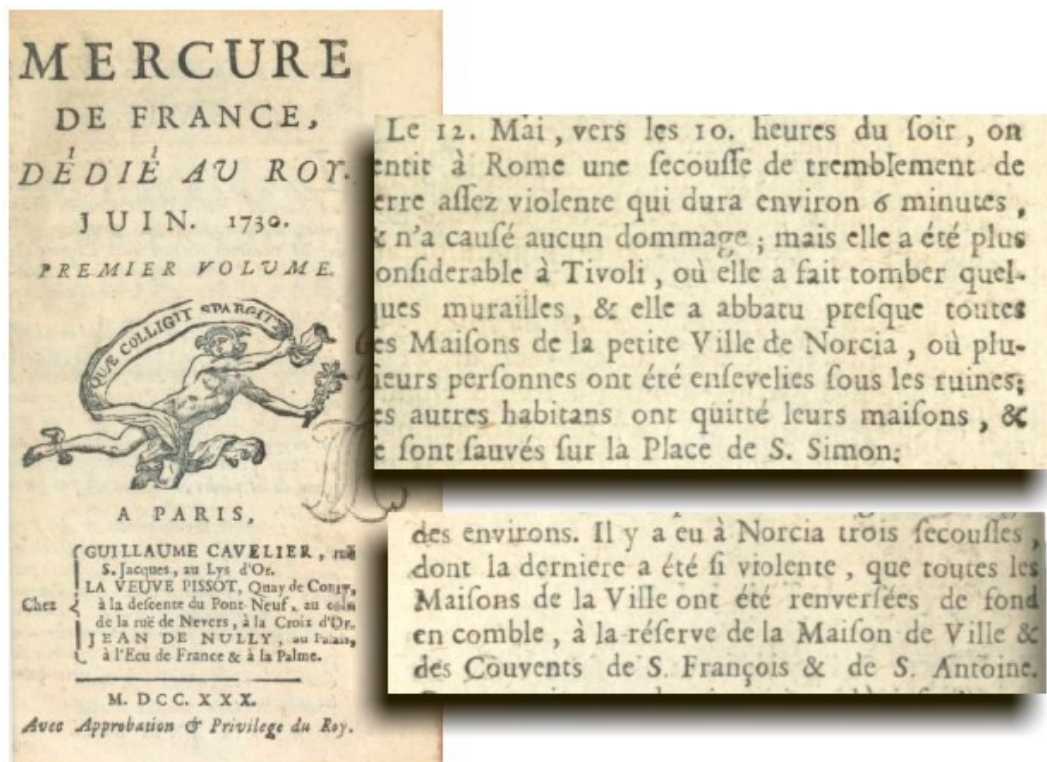 MERCURE
DE FRANCE,
DÉDIÉ AU ROY.
JUIN. 1730.
PREMIER VOLUME.
QUÆ COLLIGIT SPARGIT
A PARIS,
Chez
GUILLAUME CAVELIER, ruë
S. Jacques, au Lys d'Or.
LA VEUVE PISSOT, Quay de Conty,
à la descente du Pont-Neuf, au coin
de la ruë de Nevers, à la Croix d'Or.
JEAN DE NULLY, au Palais,
à l'Ecu de France & à la Palme.
M. DCC. XXX.
Avec Approbation & Privilege du Roy.
Le 12. Mai, vers les 10. heures du ſoir, on
entit à Rome une ſecouſſe de tremblement de
erre aſſez violente qui dura environ 6 minutes,
& n'a cauſé aucun dommage; mais elle a été plus
onſiderable à Tivoli, où elle a fait tomber quel-
ques murailles, & elle a abbatu preſque toutes
es Maiſons de la petite Ville de Norcia, où plu-
ſieurs perſonnes ont été enſevelies ſous les ruines;
es autres habitans ont quitté leurs maiſons, &
e ſont ſauvés ſur la Place de S. Simon:
des environs. Il y a eu à Norcia trois ſecouſſes,
dont la derniere a été ſi violente, que toutes les
Maiſons de la Ville ont été renverſées de fond
en comble, à la réſerve de la Maiſon de Ville &
des Couvents de S. François & de S. Antoine.